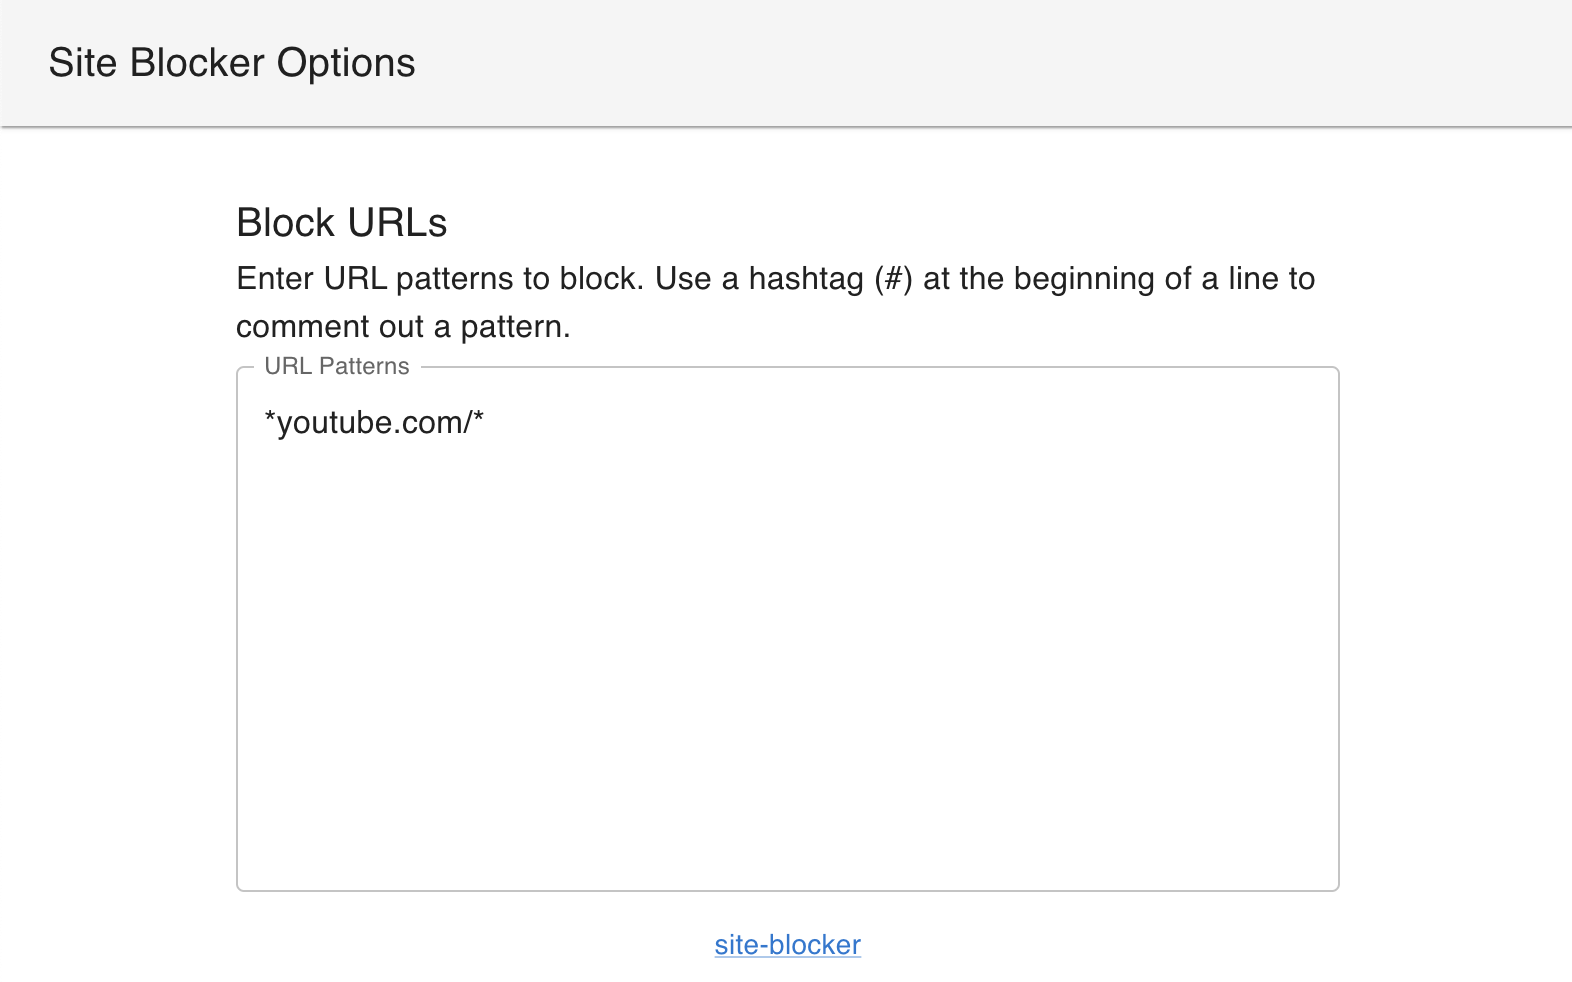 Site Blocker Options
Block URLs
Enter URL patterns to block. Use a hashtag (#) at the beginning of a line to
comment out a pattern.
URL Patterns
*youtube.com/*
site-blocker